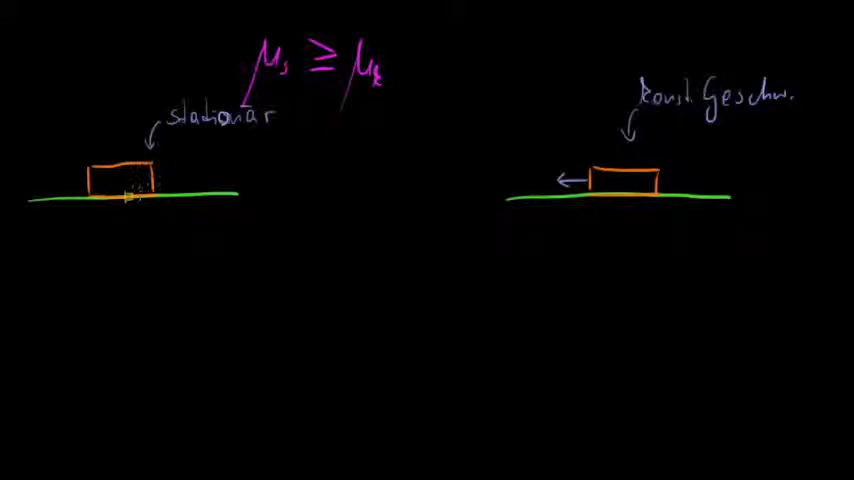 μs ≥ μk
stationär
konst. Geschw.